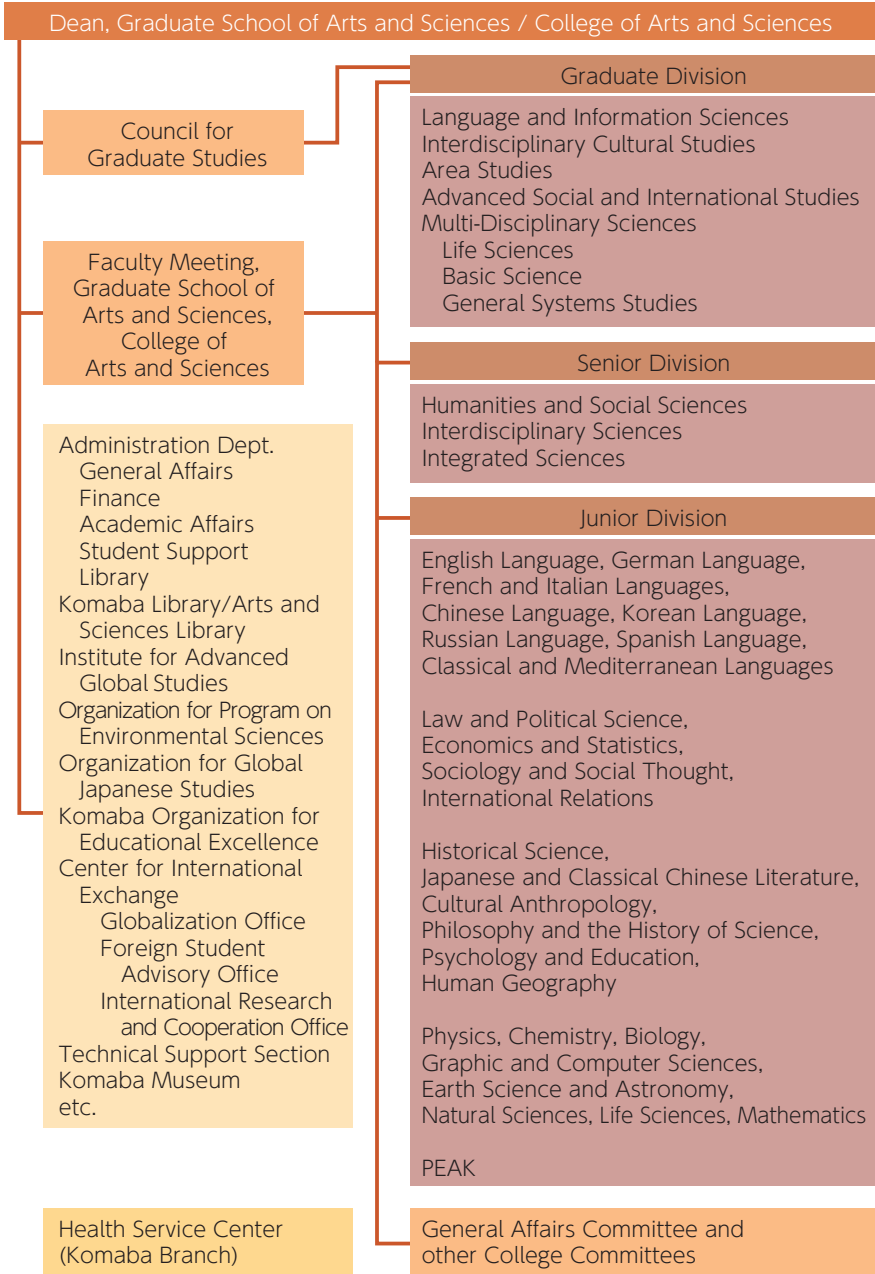 Dean, Graduate School of Arts and Sciences / College of Arts and Sciences
Council for
Graduate Studies
Faculty Meeting,
Graduate School of
Arts and Sciences,
College of
Arts and Sciences
Administration Dept.
General Affairs
Finance
Academic Affairs
Student Support
Library
Komaba Library/Arts and
Sciences Library
Institute for Advanced
Global Studies
Organization for Program on
Environmental Sciences
Organization for Global
Japanese Studies
Komaba Organization for
Educational Excellence
Center for International
Exchange
Globalization Office
Foreign Student
Advisory Office
International Research
and Cooperation Office
Technical Support Section
Komaba Museum
etc.
Health Service Center
(Komaba Branch)
Graduate Division
Language and Information Sciences
Interdisciplinary Cultural Studies
Area Studies
Advanced Social and International Studies
Multi-Disciplinary Sciences
Life Sciences
Basic Science
General Systems Studies
Senior Division
Humanities and Social Sciences
Interdisciplinary Sciences
Integrated Sciences
Junior Division
English Language, German Language,
French and Italian Languages,
Chinese Language, Korean Language,
Russian Language, Spanish Language,
Classical and Mediterranean Languages
Law and Political Science,
Economics and Statistics,
Sociology and Social Thought,
International Relations
Historical Science,
Japanese and Classical Chinese Literature,
Cultural Anthropology,
Philosophy and the History of Science,
Psychology and Education,
Human Geography
Physics, Chemistry, Biology,
Graphic and Computer Sciences,
Earth Science and Astronomy,
Natural Sciences, Life Sciences, Mathematics
PEAK
General Affairs Committee and
other College Committees